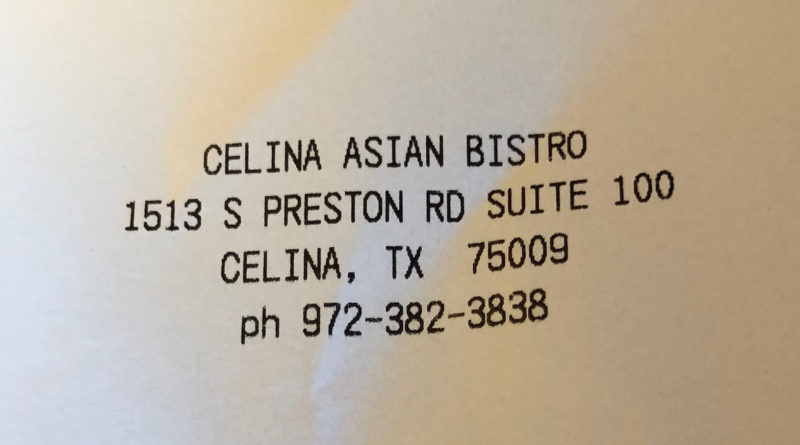 CELINA ASIAN BISTRO
1513 S PRESTON RD SUITE 100
CELINA, TX  75009
ph 972-382-3838